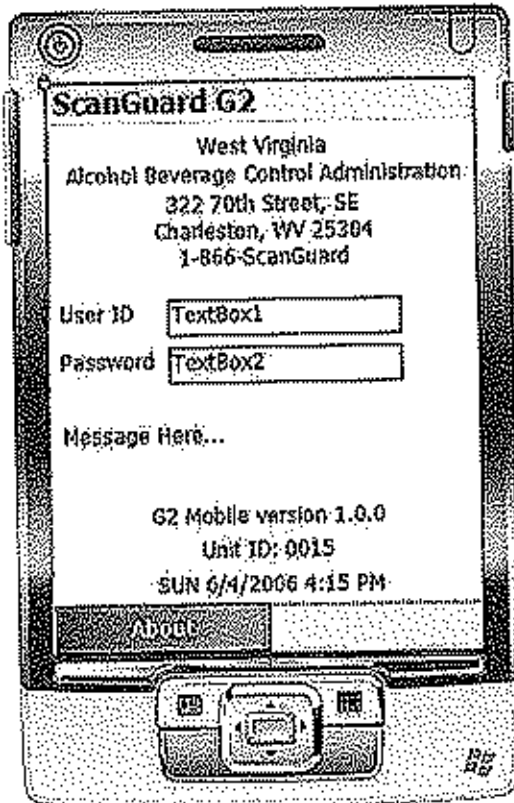 ScanGuard G2
West Virginia
Alcohol Beverage Control Administration
322 70th Street, SE
Charleston, WV 25304
1-866-ScanGuard
User ID TextBox1
Password TextBox2
Message Here...
G2 Mobile version 1.0.0
Unit ID: 0015
SUN 6/4/2006 4:15 PM
About